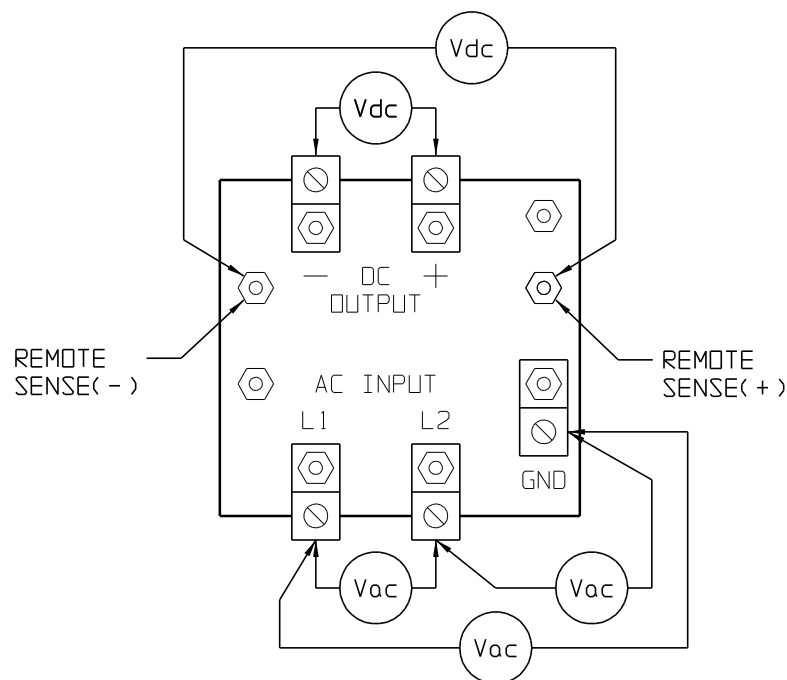 Vdc
Vdc
− DC +
OUTPUT
REMOTE
SENSE(-)
REMOTE
SENSE(+)
AC INPUT
L1
L2
GND
Vac
Vac
Vac